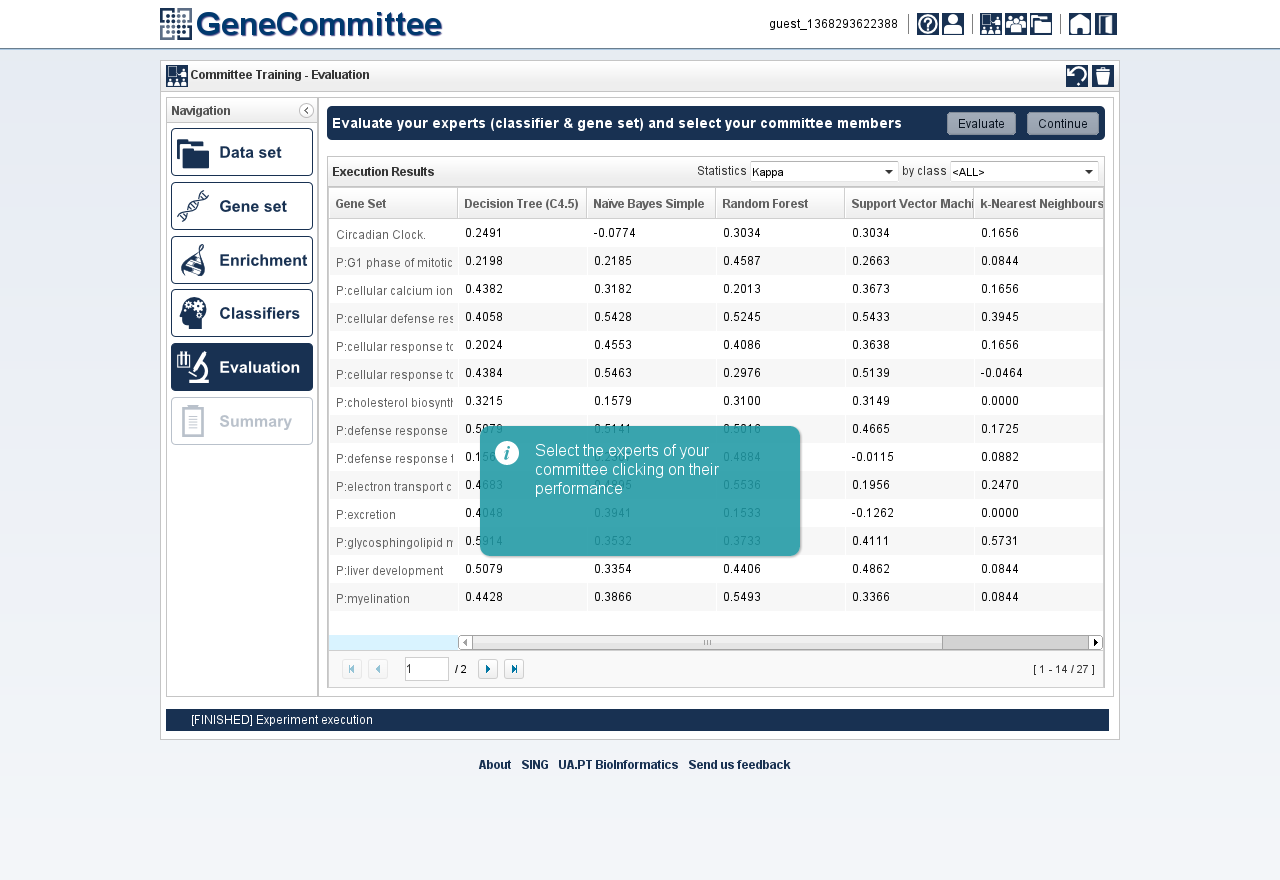 GeneCommittee
guest_1368293622388
Committee Training - Evaluation
Navigation
Data set
Gene set
Enrichment
Classifiers
Evaluation
Summary
Evaluate your experts (classifier & gene set) and select your committee members
Evaluate Continue
Execution Results Statistics Kappa by class <ALL>
Gene Set Decision Tree (C4.5) Naïve Bayes Simple Random Forest Support Vector Machi k-Nearest Neighbours
Circadian Clock. 0.2491 -0.0774 0.3034 0.3034 0.1656
P:G1 phase of mitotic 0.2198 0.2185 0.4587 0.2663 0.0844
P:cellular calcium ion 0.4382 0.3182 0.2013 0.3673 0.1656
P:cellular defense res 0.4058 0.5428 0.5245 0.5433 0.3945
P:cellular response to 0.2024 0.4553 0.4086 0.3638 0.1656
P:cellular response to 0.4384 0.5463 0.2976 0.5139 -0.0464
P:cholesterol biosynth 0.3215 0.1579 0.3100 0.3149 0.0000
P:defense response 0.5079 0.5141 0.5016 0.4665 0.1725
P:defense response 0.4884 -0.0115 0.0882
P:electron transport c 0.4683 0.4895 0.5536 0.1956 0.2470
P:excretion 0.4048 0.3941 0.1533 -0.1262 0.0000
P:glycosphingolipid m 0.5914 0.3532 0.3733 0.4111 0.5731
P:liver development 0.5079 0.3354 0.4406 0.4862 0.0844
P:myelination 0.4428 0.3866 0.5493 0.3366 0.0844
Select the experts of your
committee clicking on their
performance
1 / 2 [ 1 - 14 / 27 ]
[FINISHED] Experiment execution
About SING UA.PT BioInformatics Send us feedback